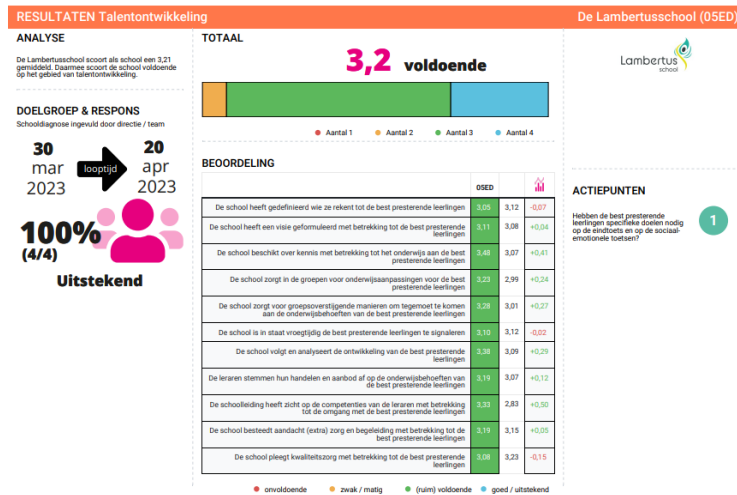 RESULTATEN Talentontwikkeling
De Lambertusschool (05ED)
ANALYSE
De Lambertusschool scoort als school een 3,21
gemiddeld. Daarmee scoort de school voldoende
op het gebied van talentontwikkeling.
DOELGROEP & RESPONS
Schooldiagnose ingevuld door directie / team
30
mar
2023
looptijd
20
apr
2023
100%
(4/4)
Uitstekend
TOTAAL
3,2 voldoende
Aantal 1 Aantal 2 Aantal 3 Aantal 4
BEOORDELING
05ED
De school heeft gedefinieerd wie ze rekent tot de best presterende leerlingen 3,05 3,12 -0,07
De school heeft een visie geformuleerd met betrekking tot de best presterende
leerlingen 3,11 3,08 +0,04
De school beschikt over kennis met betrekking tot het onderwijs aan de best
presterende leerlingen 3,48 3,07 +0,41
De school zorgt in de groepen voor onderwijsaanpassingen voor de best
presterende leerlingen 3,23 2,99 +0,24
De school zorgt voor groepsoverstijgende manieren om tegemoet te komen
aan de onderwijsbehoeften van de best presterende leerlingen 3,28 3,01 +0,27
De school is in staat vroegtijdig de best presterende leerlingen te signaleren 3,10 3,12 -0,02
De school volgt en analyseert de ontwikkeling van de best presterende
leerlingen 3,38 3,09 +0,29
De leraren stemmen hun handelen en aanbod af op de onderwijsbehoeften van
de best presterende leerlingen 3,19 3,07 +0,12
De schoolleiding heeft zicht op de competenties van de leraren met betrekking
tot de omgang met de best presterende leerlingen 3,33 2,83 +0,50
De school besteedt aandacht (extra) zorg en begeleiding met betrekking tot de
best presterende leerlingen 3,19 3,15 +0,05
De school pleegt kwaliteitszorg met betrekking tot de best presterende
leerlingen 3,08 3,23 -0,15
onvoldoende zwak / matig (ruim) voldoende goed / uitstekend
Lambertus
school
ACTIEPUNTEN
Hebben de best presterende
leerlingen specifieke doelen nodig
op de eindtoets en op de sociaal-
emotionele toetsen?
1